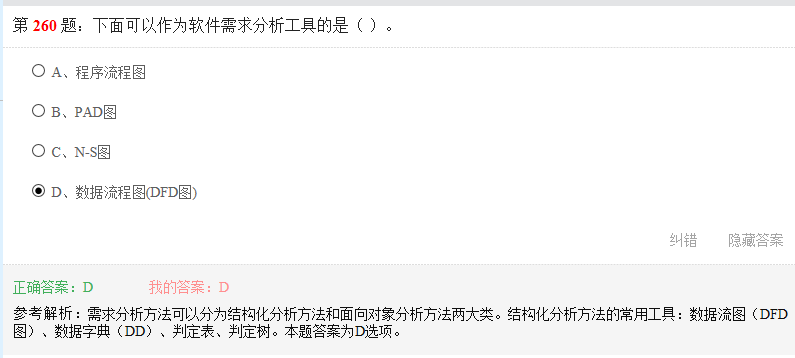 第 260 题：下面可以作为软件需求分析工具的是（ ）。
A、程序流程图
B、PAD图
C、N-S图
D、数据流程图(DFD图)
纠错 隐藏答案
正确答案：D 我的答案：D
参考解析：需求分析方法可以分为结构化分析方法和面向对象分析方法两大类。结构化分析方法的常用工具：数据流图（DFD
图）、数据字典（DD）、判定表、判定树。本题答案为D选项。